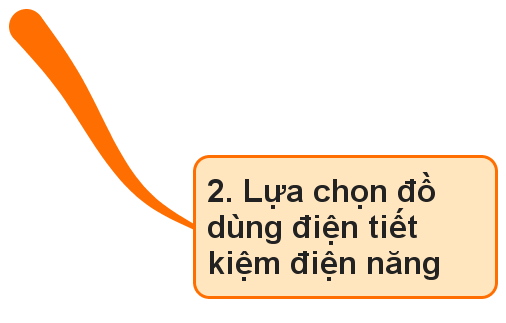 2. Lựa chọn đồ
dùng điện tiết
kiệm điện năng